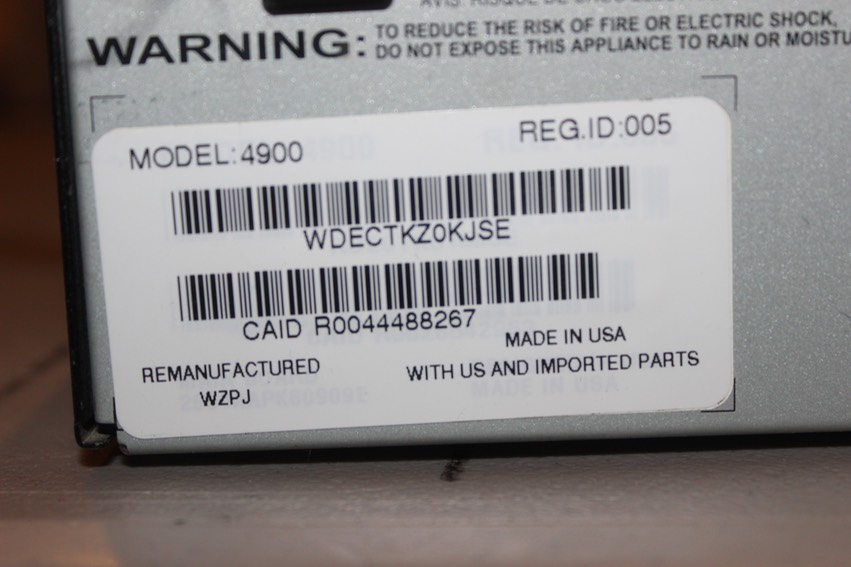 WARNING: TO REDUCE THE RISK OF FIRE OR ELECTRIC SHOCK,
DO NOT EXPOSE THIS APPLIANCE TO RAIN OR MOISTU
MODEL:4900
REG.ID:005
WDECTKZ0KJSE
CAID R0044488267
MADE IN USA
REMANUFACTURED
WITH US AND IMPORTED PARTS
WZPJ